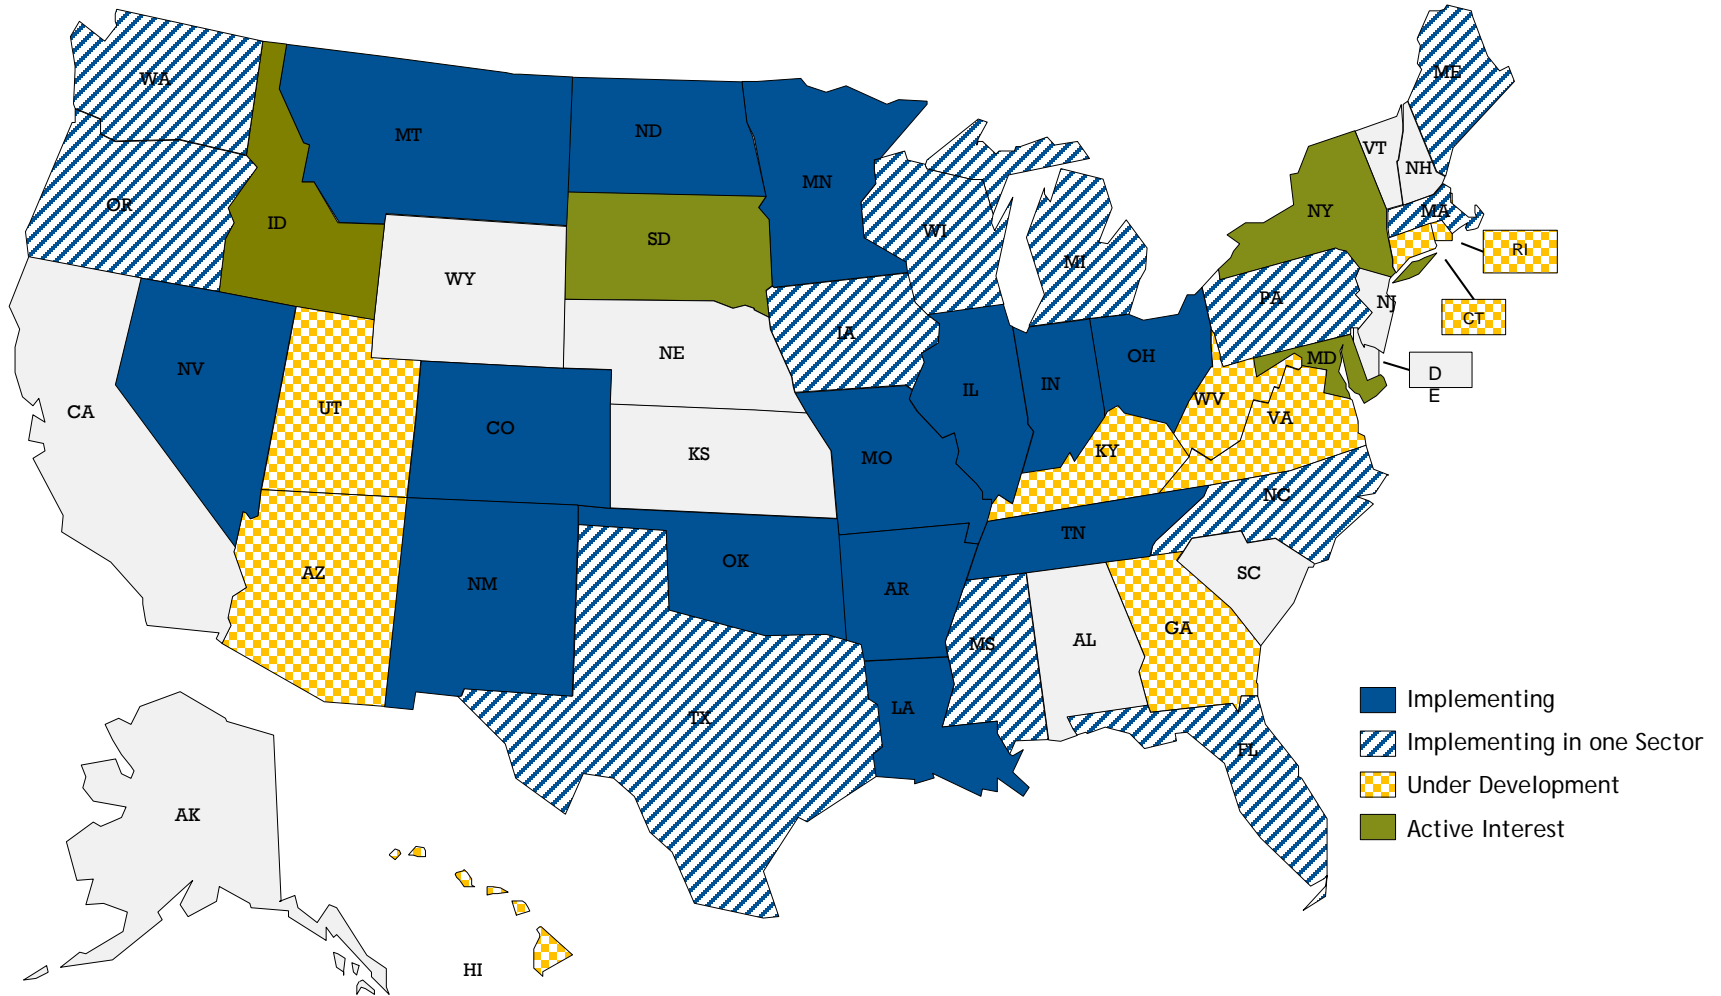 ME
WA
MT
ND
VT
NH
MN
OR
NY
MA
ID
SD
WI
RI
MI
WY
PA
NJ
CT
IA
NE
OH
MD
NV
D
E
IL
IN
WV
UT
CA
VA
CO
KY
KS
MO
NC
TN
OK
AZ
SC
NM
AR
GA
AL
MS
LA
TX
Implementing
FL
Implementing in one Sector
Under Development
AK
Active Interest
HI